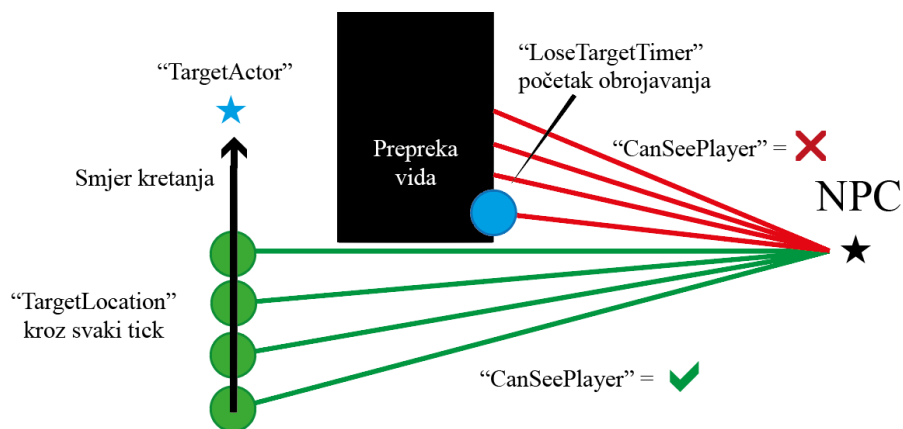 “LoseTargetTimer”
početak obrojavanja
“TargetActor”
Prepreka
vida
“CanSeePlayer” =
Smjer kretanja
NPC
“TargetLocation”
kroz svaki tick
“CanSeePlayer” =